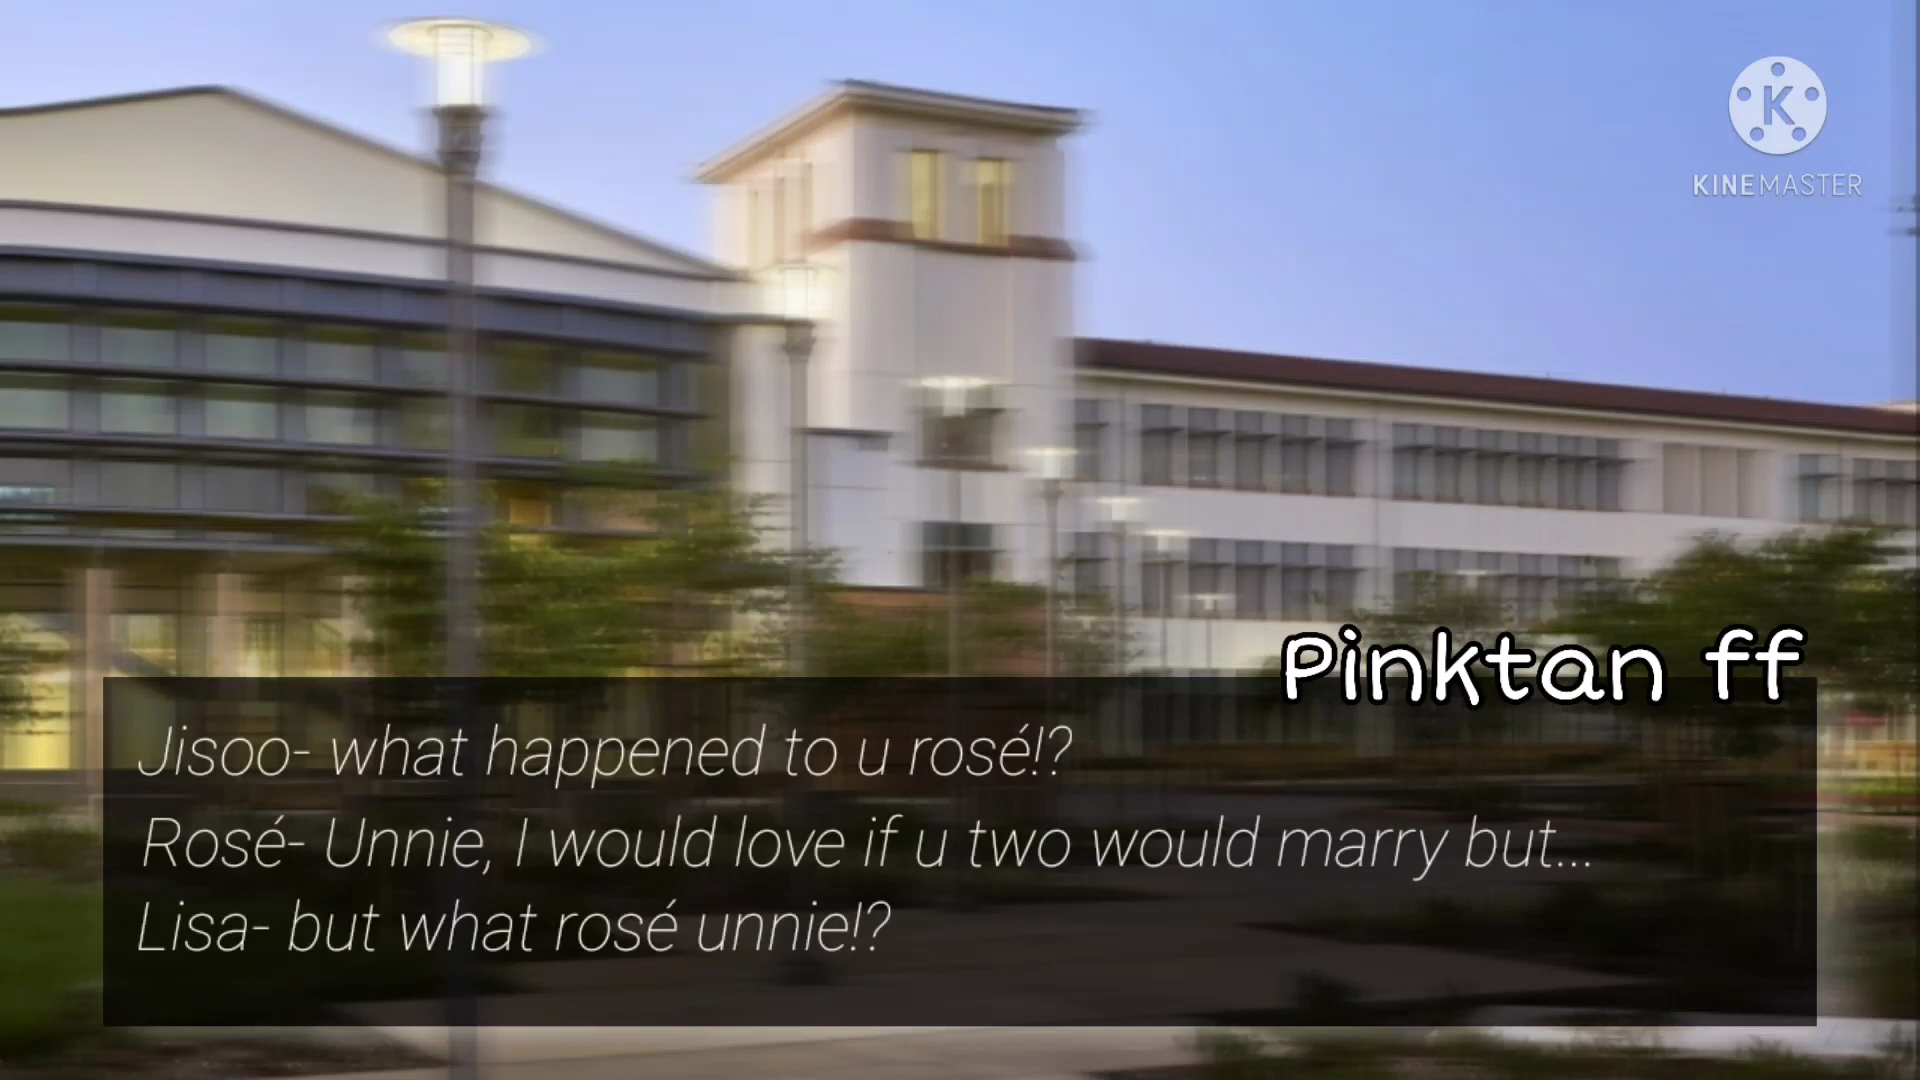 KINEMASTER
Pinktan ff
Jisoo- what happened to u rosé!?
Rosé- Unnie, I would love if u two would marry but...
Lisa- but what rosé unnie!?